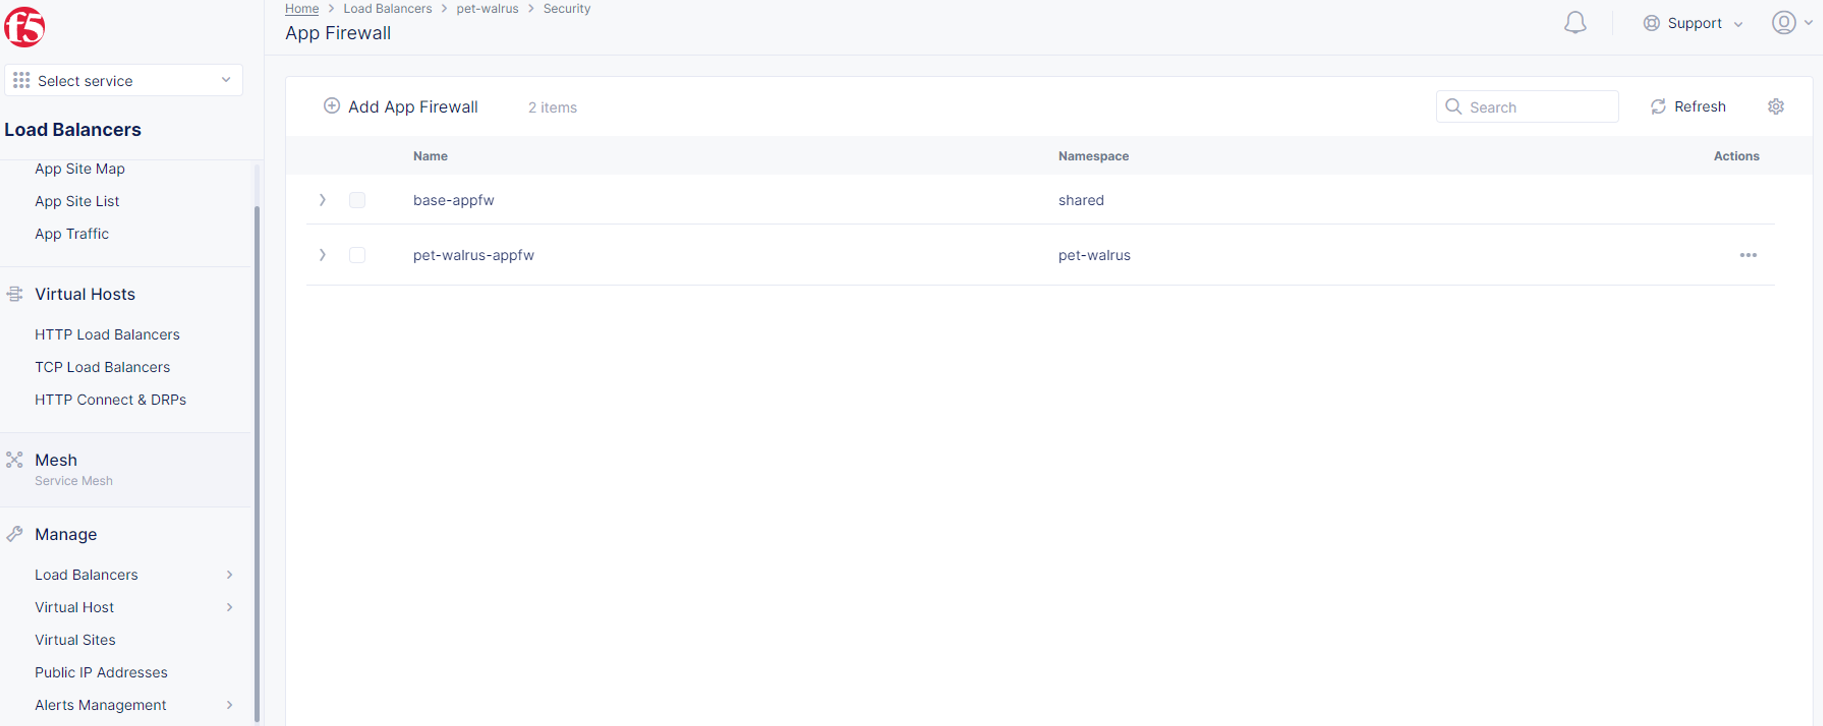 f5
Home > Load Balancers > pet-walrus > Security
App Firewall
Support
Select service
Load Balancers
App Site Map
App Site List
App Traffic
Virtual Hosts
HTTP Load Balancers
TCP Load Balancers
HTTP Connect & DRPs
Mesh
Service Mesh
Manage
Load Balancers
Virtual Host
Virtual Sites
Public IP Addresses
Alerts Management
Add App Firewall 2 items Search Refresh
Name Namespace Actions
base-appfw shared
pet-walrus-appfw pet-walrus